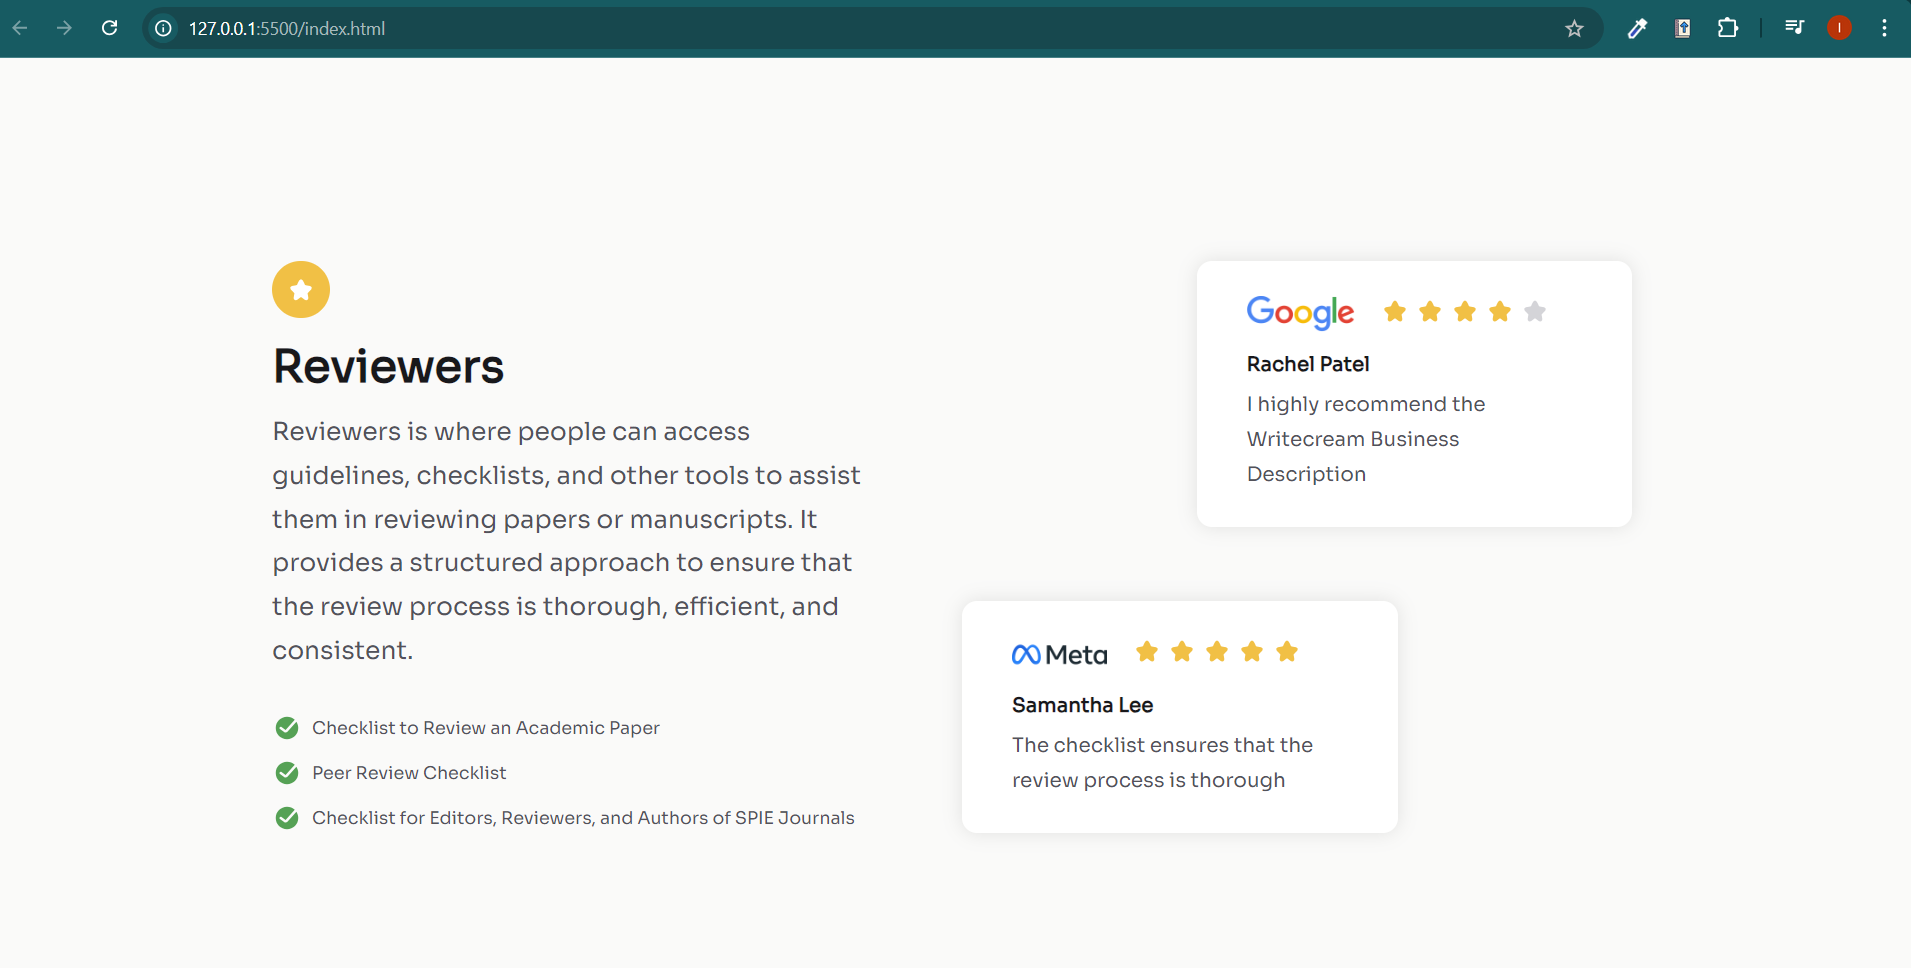 127.0.0.1:5500/index.html
I
Reviewers
Reviewers is where people can access
guidelines, checklists, and other tools to assist
them in reviewing papers or manuscripts. It
provides a structured approach to ensure that
the review process is thorough, efficient, and
consistent.
Checklist to Review an Academic Paper
Peer Review Checklist
Checklist for Editors, Reviewers, and Authors of SPIE Journals
Google
Rachel Patel
I highly recommend the
Writecream Business
Description
Meta
Samantha Lee
The checklist ensures that the
review process is thorough